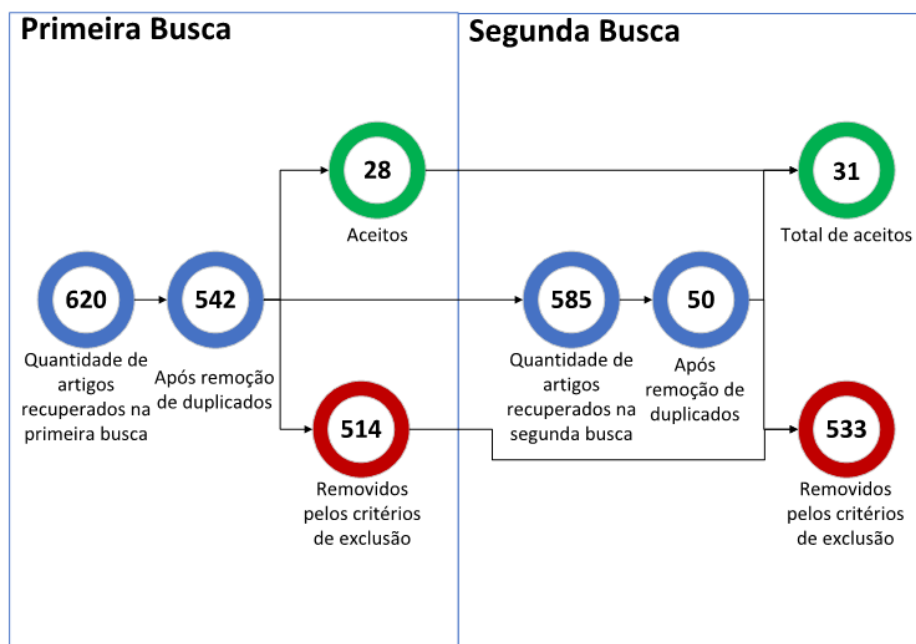 Primeira Busca
Segunda Busca
28
Aceitos
31
Total de aceitos
620
Quantidade de
artigos
recuperados na
primeira busca
542
Após remoção
de duplicados
585
Quantidade de
artigos
recuperados na
segunda busca
50
Após
remoção de
duplicados
514
Removidos
pelos critérios
de exclusão
533
Removidos
pelos critérios
de exclusão